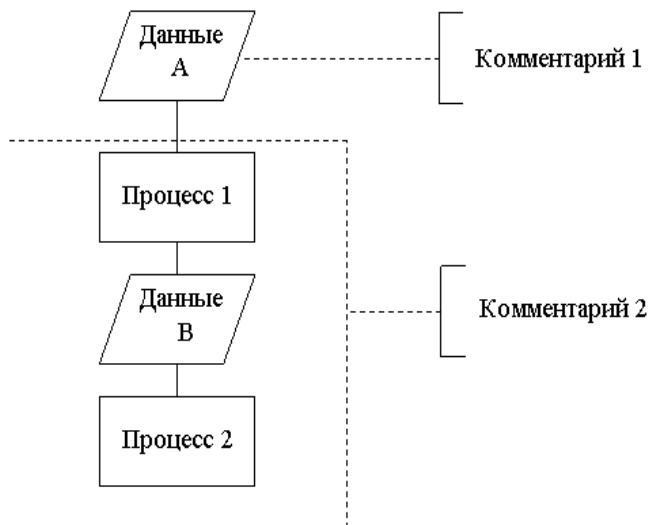 Данные
А
Комментарий 1
Процесс 1
Данные
В
Комментарий 2
Процесс 2